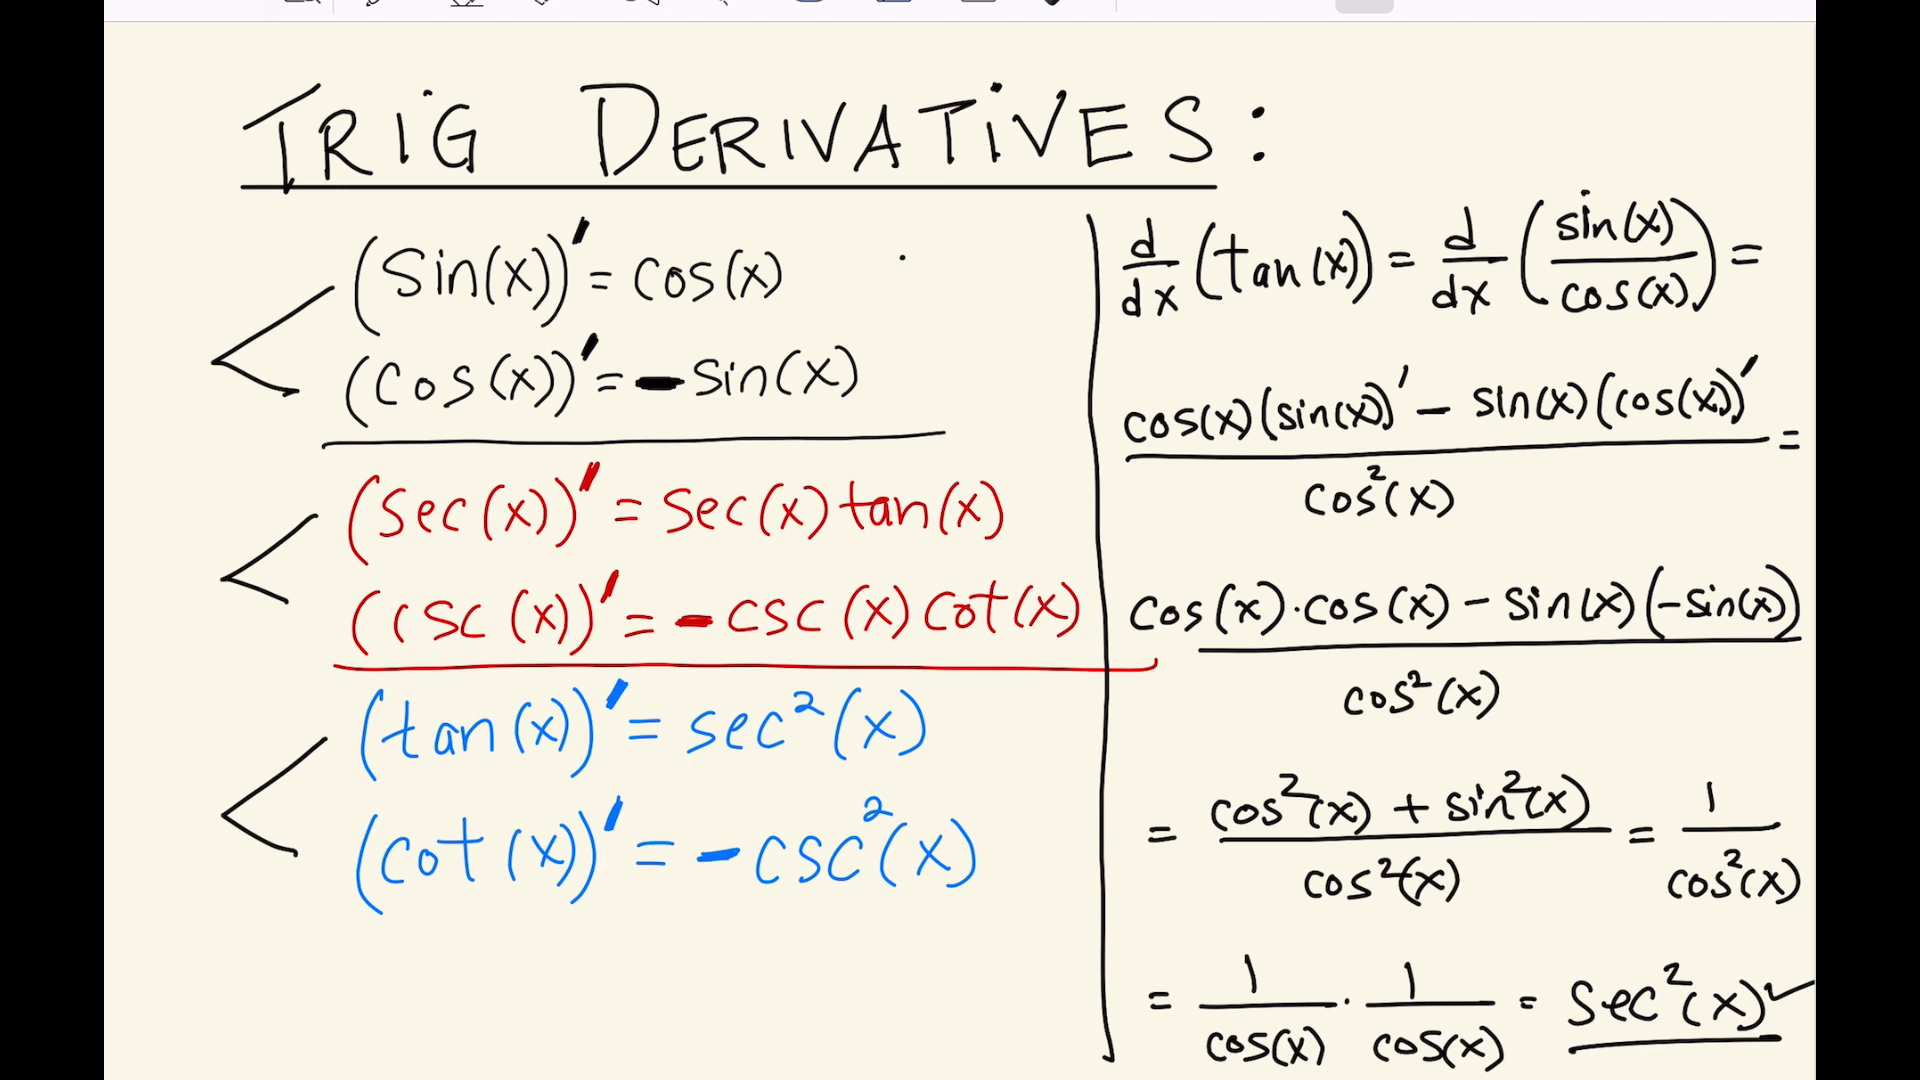 TRIG DERIVATIVES:
(Sin(x))' = cos(x)
(Cos(x))' = -sin(x)
(Sec(x))' = Sec(x)tan(x)
(csc(x))' = -csc(x)cot(x)
(tan(x))' = sec²(x)
(cot(x))' = -csc²(x)
d/dx (tan(x)) = d/dx (sin(x)/cos(x)) =
cos(x)(sin(x))' - sin(x)(cos(x))' =
cos²(x)
cos(x)·cos(x) - sin(x)(-sin(x))
cos²(x)
= (cos²(x) + sin²(x))/cos²(x) = 1/cos²(x)
= 1/cos(x) · 1/cos(x) = sec²(x) ✓